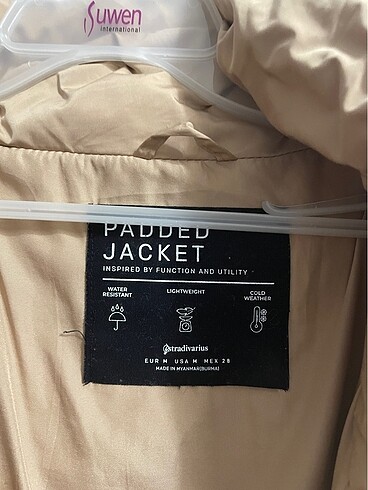 Suwen
international
PADDED
JACKET
INSPIRED BY FUNCTION AND UTILITY
WATER
RESISTANT
LIGHTWEIGHT
COLD
WEATHER
stradivarius
EUR M USA M MEX 28
MADE IN MYANMAR(BURMA)